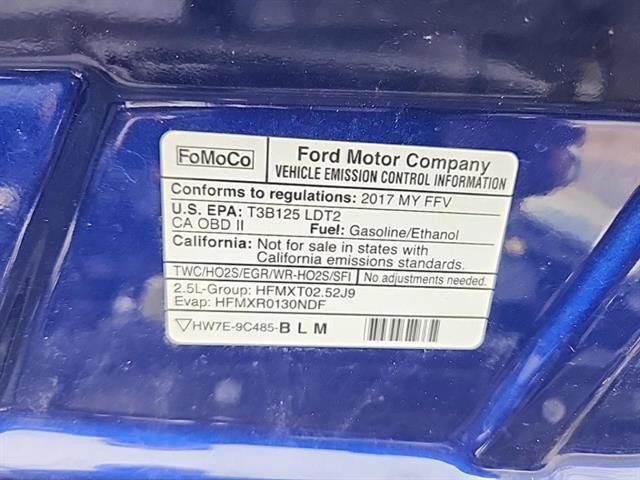 FoMoCo
Ford Motor Company
VEHICLE EMISSION CONTROL INFORMATION
Conforms to regulations: 2017 MY FFV
U.S. EPA: T3B125 LDT2
CA OBD II Fuel: Gasoline/Ethanol
California: Not for sale in states with
California emissions standards.
TWC/HO2S/EGR/WR-HO2S/SFI No adjustments needed.
2.5L-Group: HFMXT02.52J9
Evap: HFMXR0130NDF
HW7E-9C485-BLM